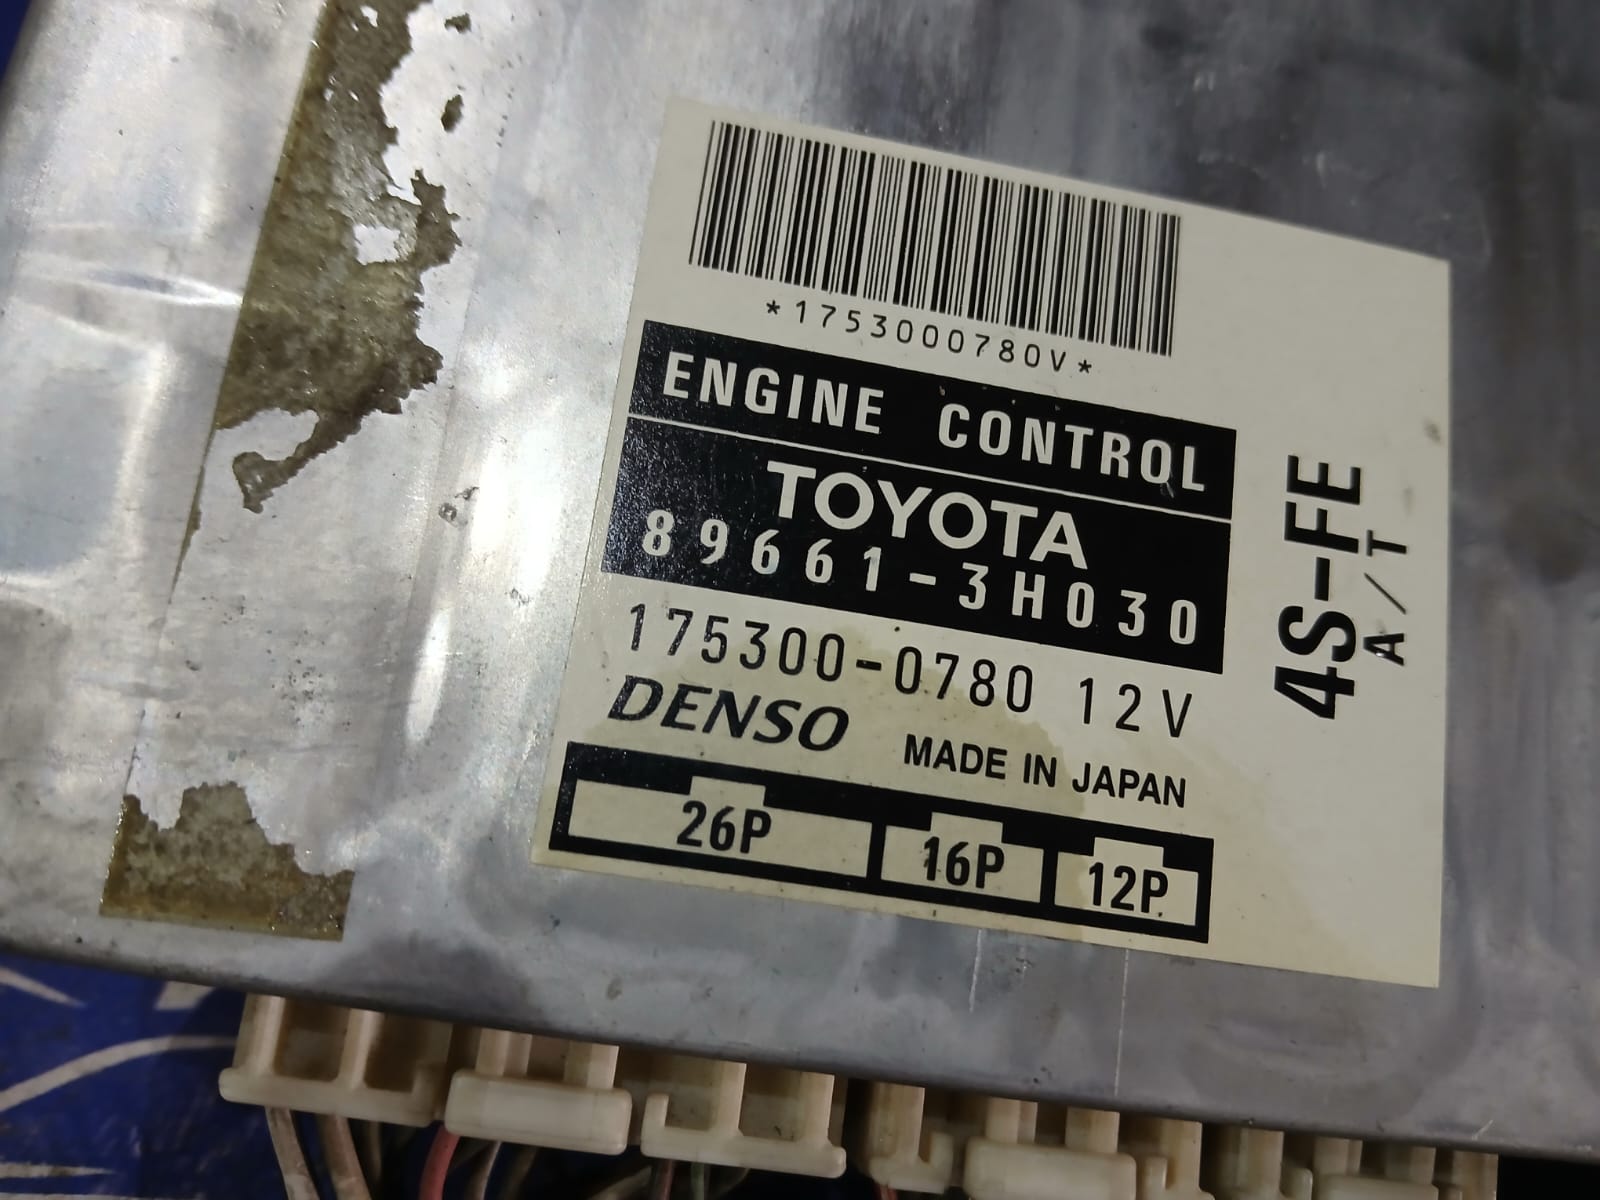 *1753000780V*
ENGINE CONTROL
TOYOTA
89661-3H030
175300-0780 12V
DENSO MADE IN JAPAN
26P 16P 12P
4S-FE
A/T